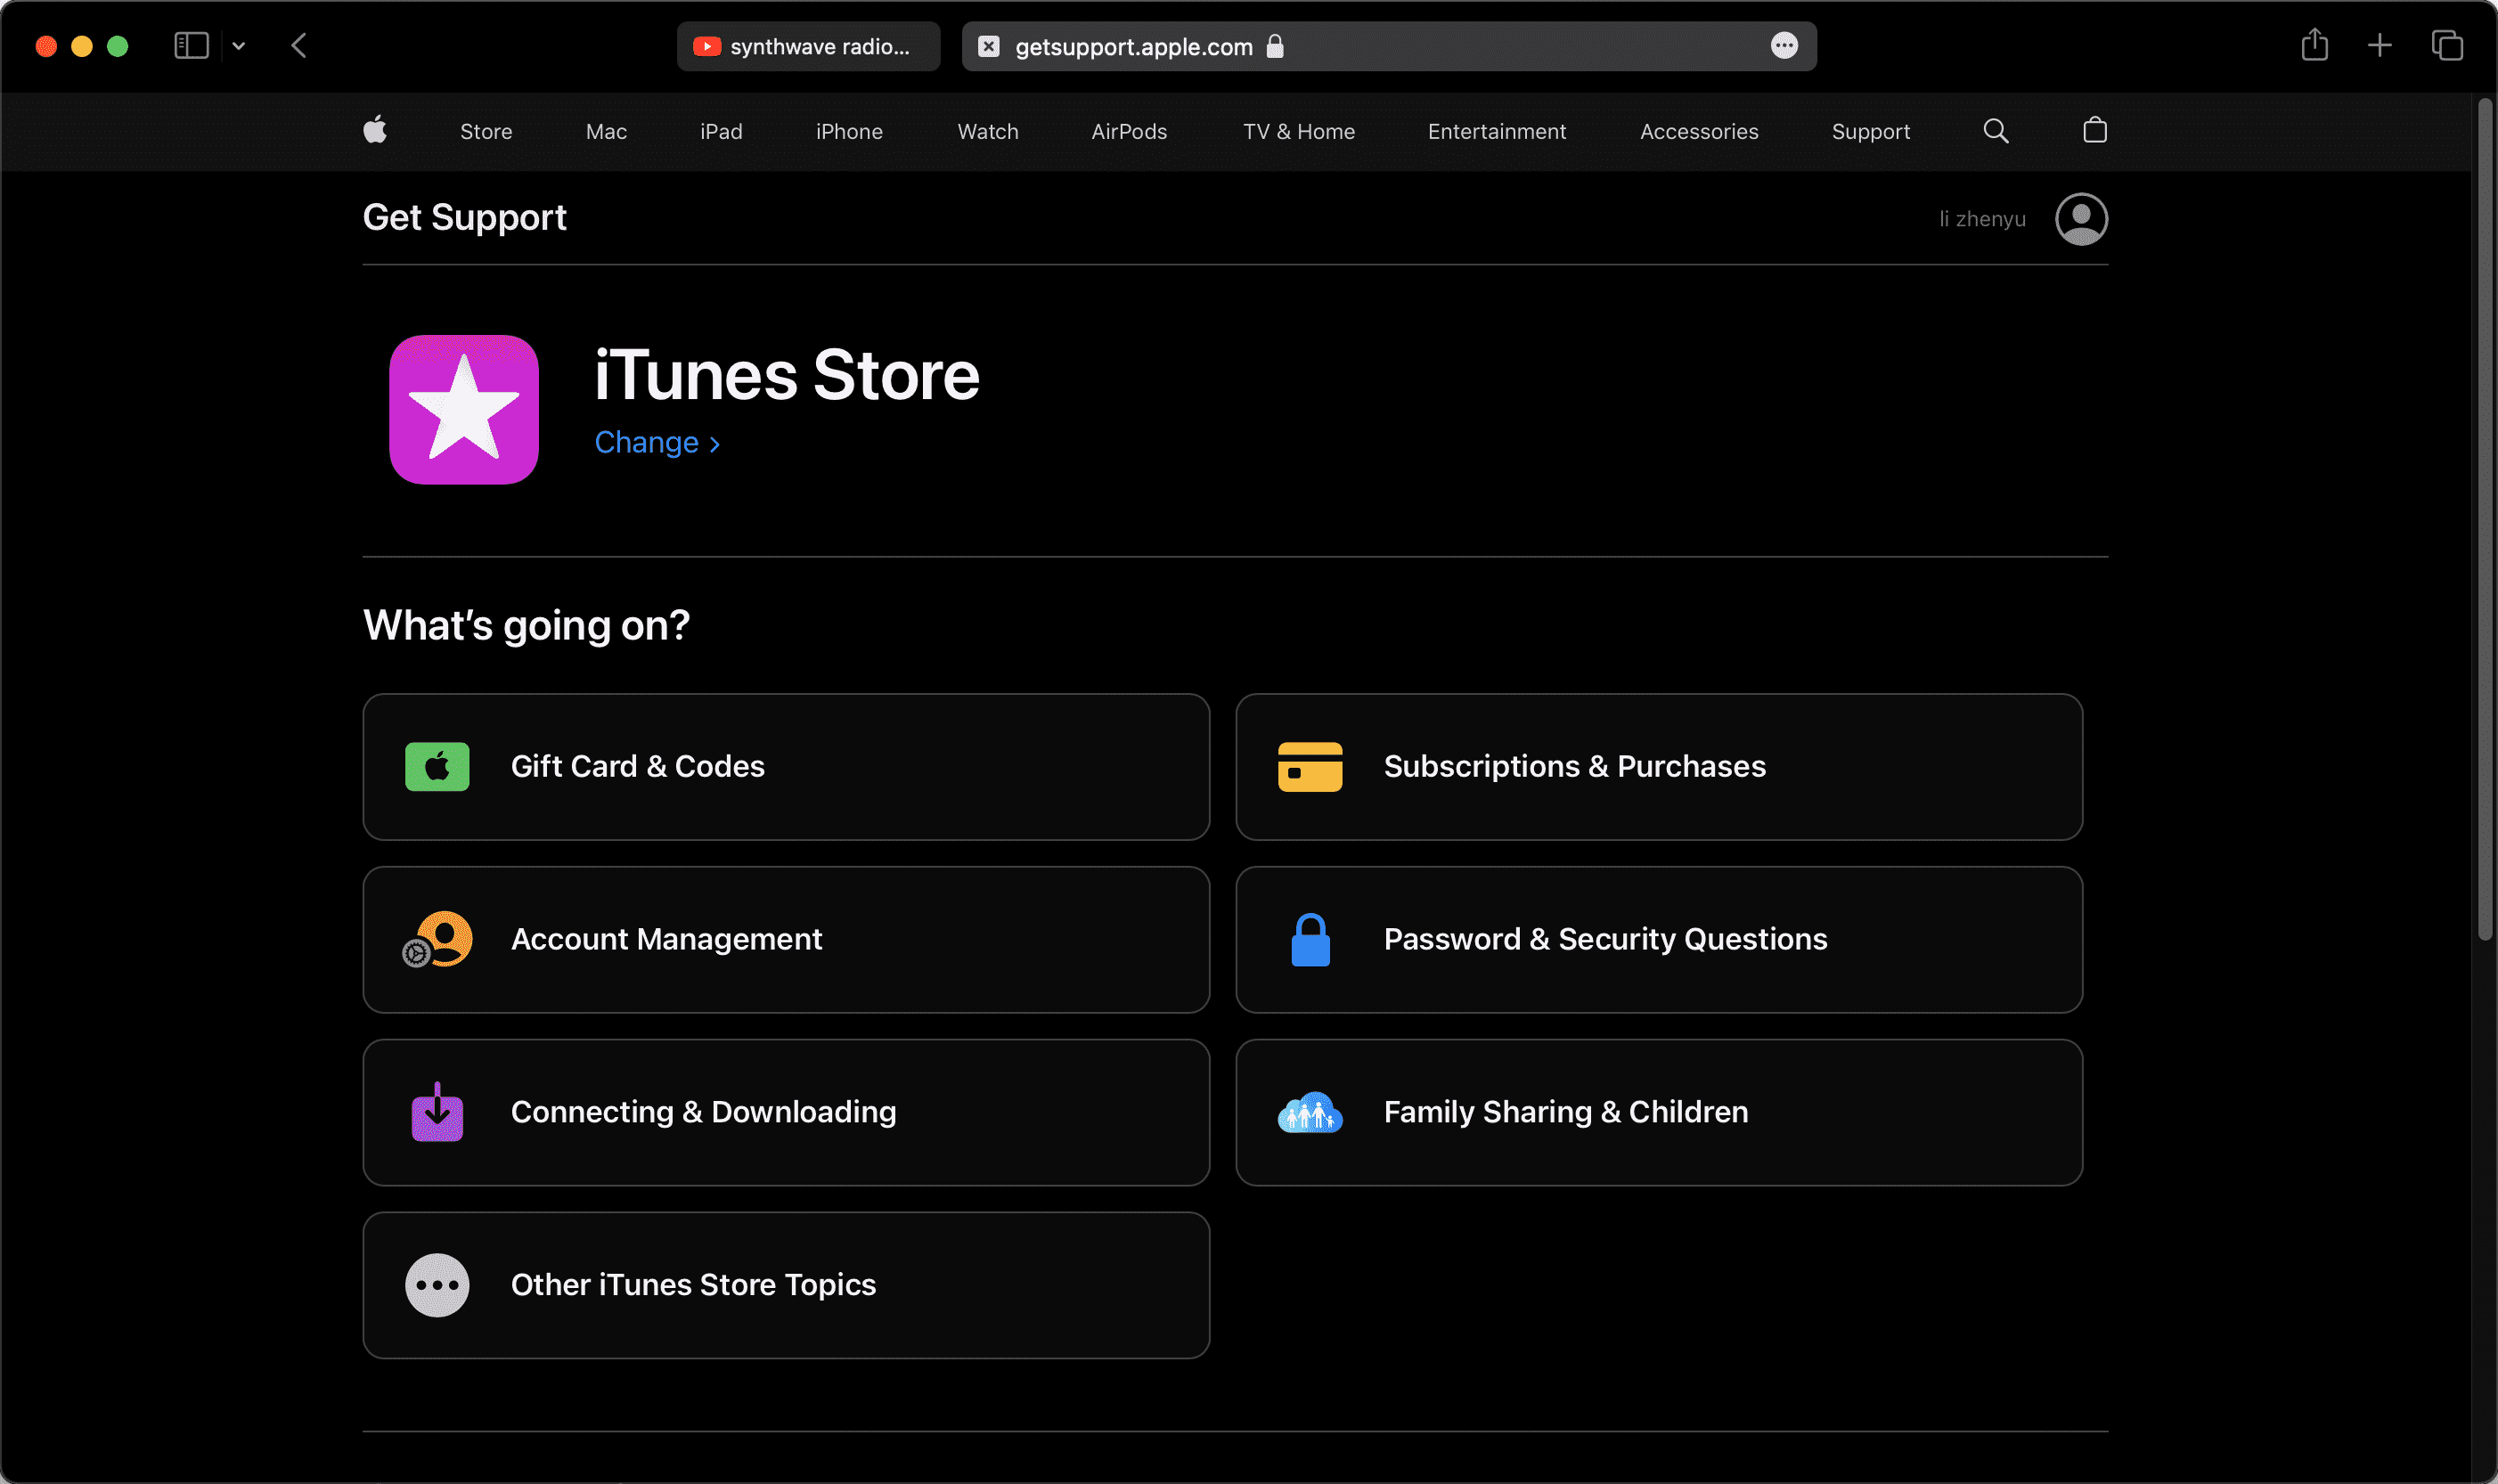 synthwave radio...
getsupport.apple.com
Store Mac iPad iPhone Watch AirPods TV & Home Entertainment Accessories Support
Get Support
li zhenyu
iTunes Store
Change
What's going on?
Gift Card & Codes
Subscriptions & Purchases
Account Management
Password & Security Questions
Connecting & Downloading
Family Sharing & Children
Other iTunes Store Topics